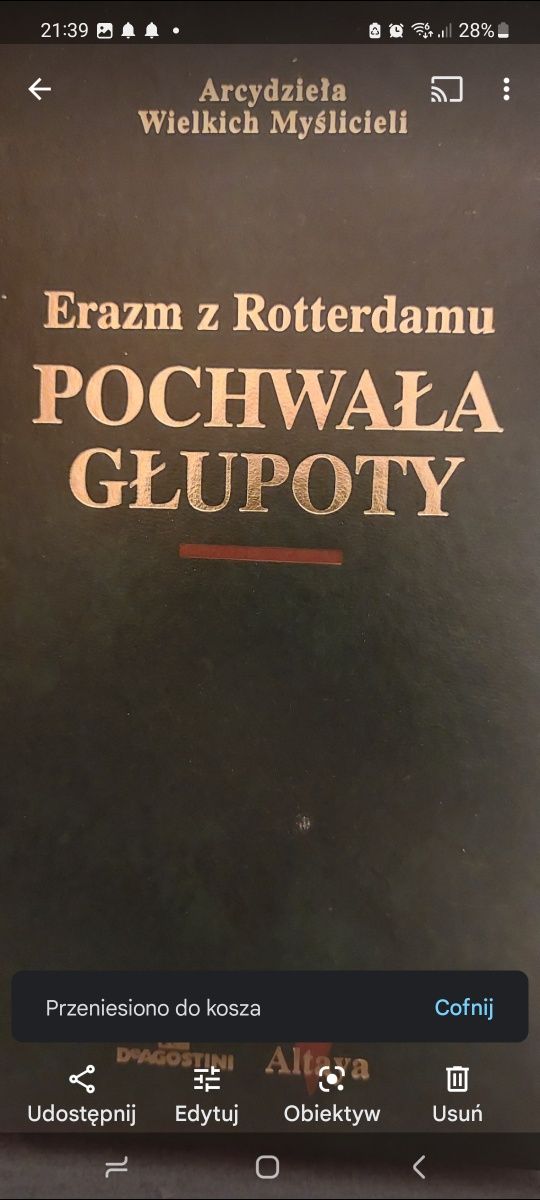 21:39
28%
Arcydzieła
Wielkich Myślicieli
Erazm z Rotterdamu
POCHWAŁA
GŁUPOTY
Przeniesiono do kosza Cofnij
DeAGOSTINI Altaya
Udostępnij Edytuj Obiektyw Usuń